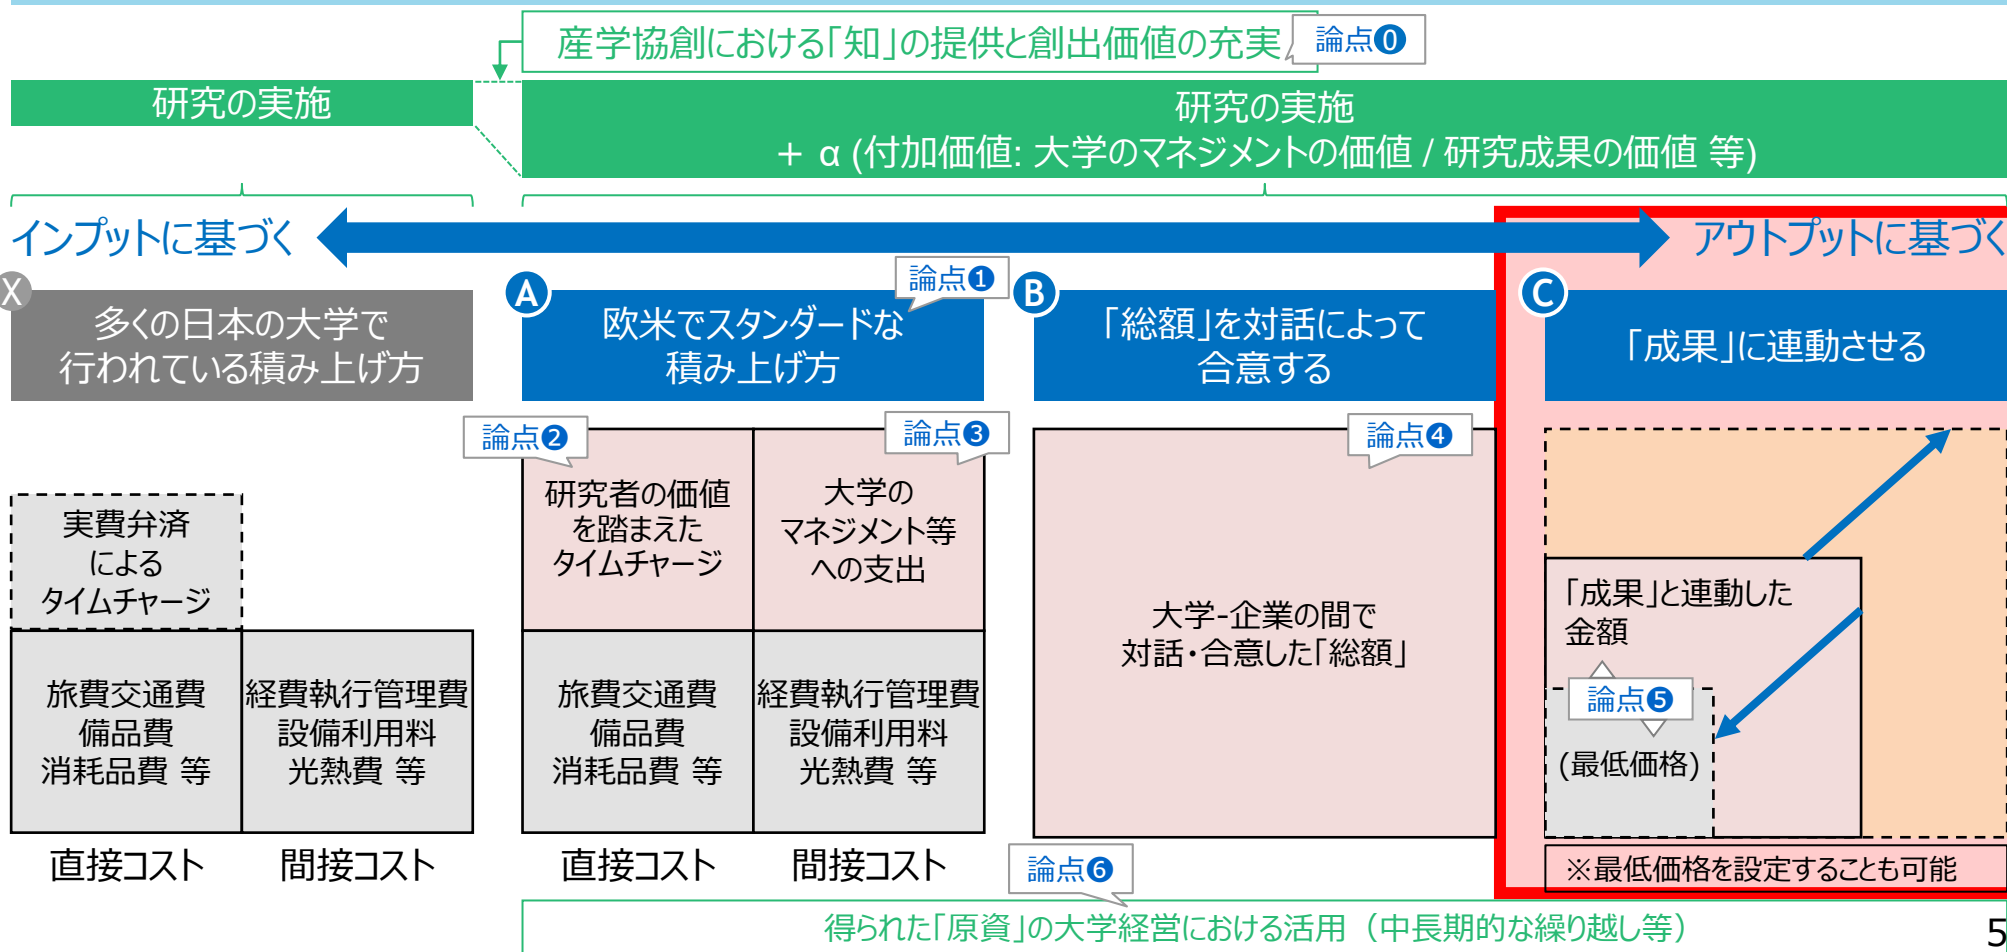 産学協創における「知」の提供と創出価値の充実
論点⓿
研究の実施
研究の実施
+ α (付加価値: 大学のマネジメントの価値 / 研究成果の価値 等)
インプットに基づく
アウトプットに基づく
X
多くの日本の大学で
行われている積み上げ方
A
欧米でスタンダードな
積み上げ方
論点❶
B
「総額」を対話によって
合意する
C
「成果」に連動させる
実費弁済
による
タイムチャージ
旅費交通費
備品費
消耗品費 等
経費執行管理費
設備利用料
光熱費 等
直接コスト
間接コスト
論点❷
論点❸
研究者の価値
を踏まえた
タイムチャージ
大学の
マネジメント等
への支出
旅費交通費
備品費
消耗品費 等
経費執行管理費
設備利用料
光熱費 等
直接コスト
間接コスト
論点❹
大学-企業の間で
対話・合意した「総額」
「成果」と連動した
金額
論点❺
(最低価格)
※最低価格を設定することも可能
論点❻
得られた「原資」の大学経営における活用（中長期的な繰り越し等）
5